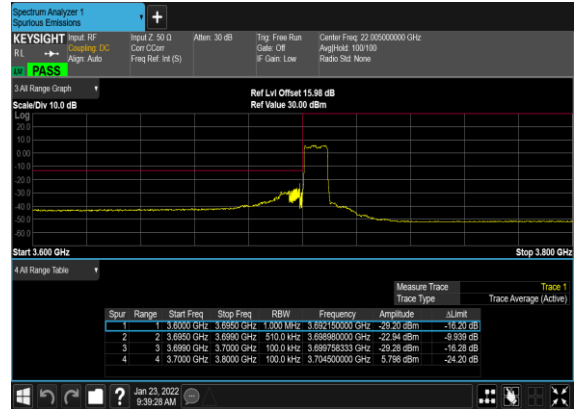 Spectrum Analyzer 1
Spurious Emissions
+
KEYSIGHT Input: RF Input Z: 50 Ω Atten: 30 dB Trig: Free Run Center Freq: 22.005000000 GHz
RL Coupling: DC Corr CCorr Gate: Off Avg|Hold: 100/100
Align: Auto Freq Ref: Int (S) IF Gain: Low Radio Std: None
LW PASS
3 All Range Graph
Ref Lvl Offset 15.98 dB
Scale/Div 10.0 dB Ref Value 30.00 dBm
Log
20.0
10.0
0.00
-10.0
-20.0
-30.0
-40.0
-50.0
-60.0
Start 3.600 GHz Stop 3.800 GHz
4 All Range Table
Measure Trace Trace 1
Trace Type Trace Average (Active)
Spur Range Start Freq Stop Freq RBW Frequency Amplitude ΔLimit
1 1 3.6000 GHz 3.6950 GHz 1.000 MHz 3.692150000 GHz -29.20 dBm -16.20 dB
2 2 3.6950 GHz 3.6990 GHz 510.0 kHz 3.698980000 GHz -22.94 dBm -9.939 dB
3 3 3.6990 GHz 3.7000 GHz 100.0 kHz 3.699758333 GHz -29.28 dBm -16.28 dB
4 4 3.7000 GHz 3.8000 GHz 100.0 kHz 3.704500000 GHz 5.798 dBm -24.20 dB
? Jan 23, 2022
9:39:28 AM